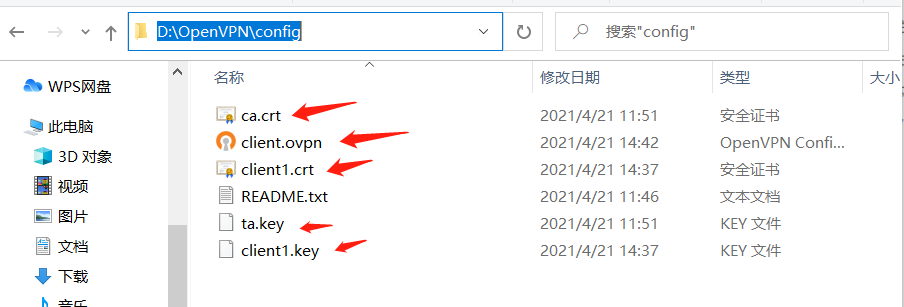 D:\OpenVPN\config
搜索"config"
名称 修改日期 类型 大小
WPS网盘
此电脑
3D 对象
视频
图片
文档
下载
音乐
ca.crt 2021/4/21 11:51 安全证书
client.ovpn 2021/4/21 14:42 OpenVPN Confi...
client1.crt 2021/4/21 14:37 安全证书
README.txt 2021/4/21 11:46 文本文档
ta.key 2021/4/21 11:51 KEY 文件
client1.key 2021/4/21 14:37 KEY 文件